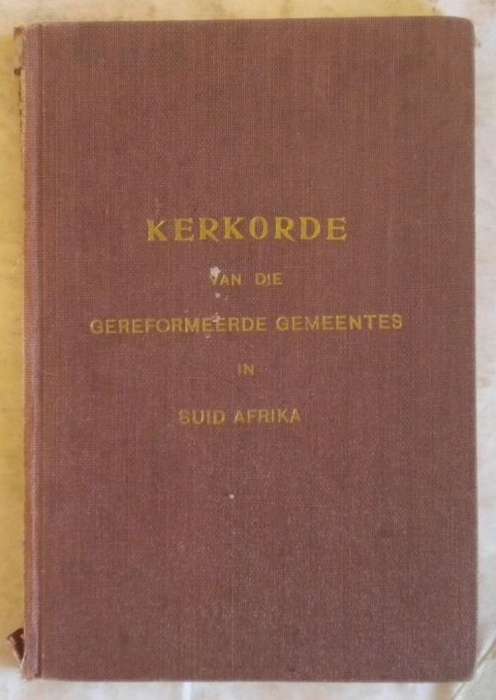 KERKORDE
VAN DIE
GEREFORMEERDE GEMEENTES
IN
SUID AFRIKA